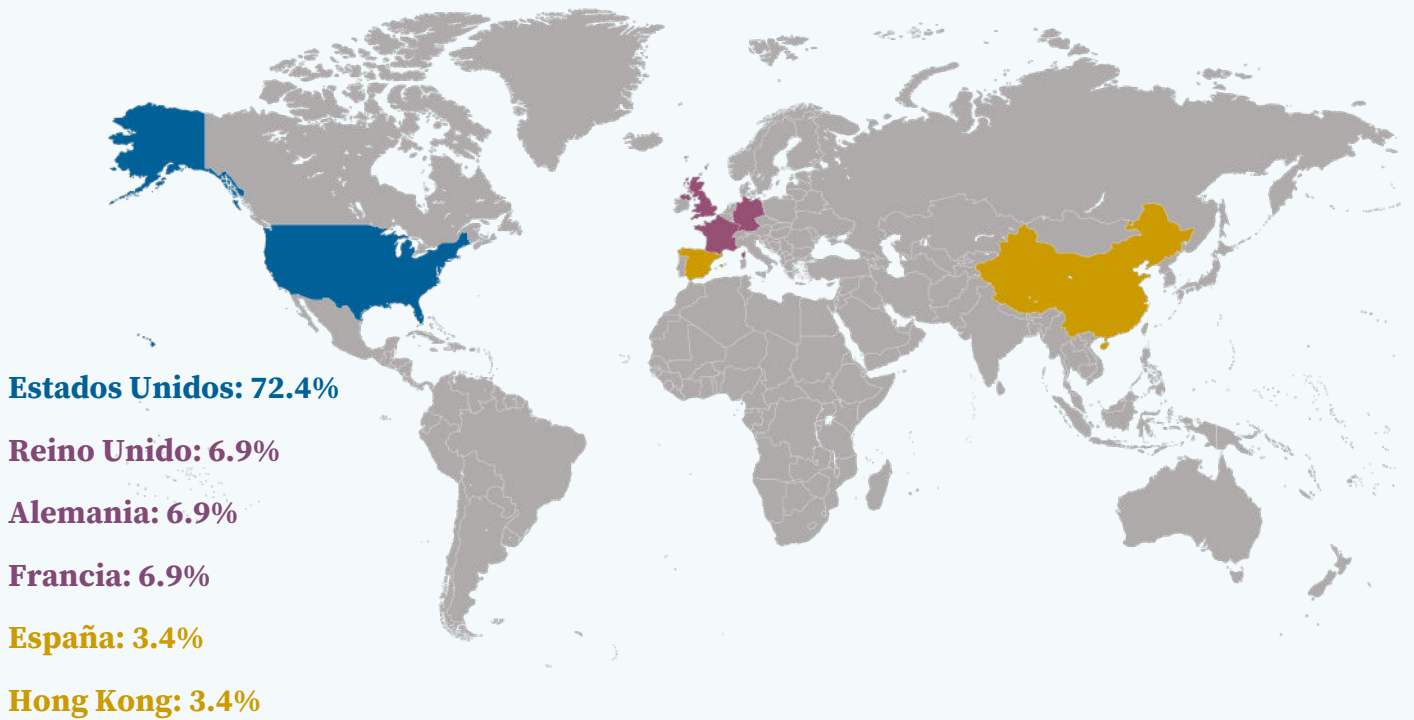 Estados Unidos: 72.4%
Reino Unido: 6.9%
Alemania: 6.9%
Francia: 6.9%
España: 3.4%
Hong Kong: 3.4%